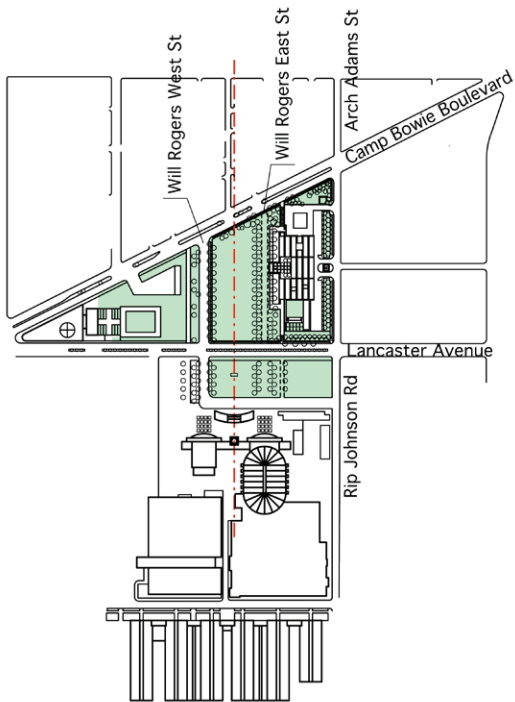 Will Rogers West St
Will Rogers East St
Arch Adams St
Camp Bowie Boulevard
Lancaster Avenue
Rip Johnson Rd